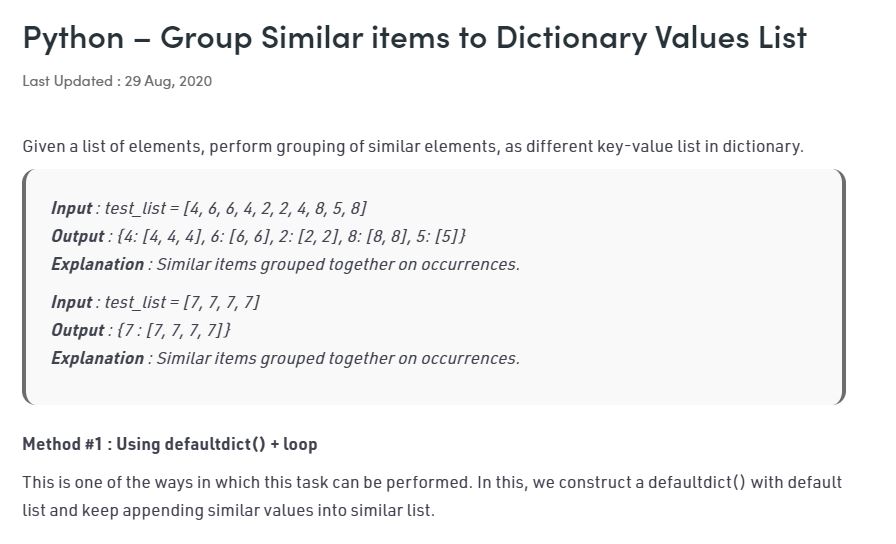 Python – Group Similar items to Dictionary Values List
Last Updated : 29 Aug, 2020
Given a list of elements, perform grouping of similar elements, as different key-value list in dictionary.
Input : test_list = [4, 6, 6, 4, 2, 2, 4, 8, 5, 8]
Output : {4: [4, 4, 4], 6: [6, 6], 2: [2, 2], 8: [8, 8], 5: [5]}
Explanation : Similar items grouped together on occurrences.
Input : test_list = [7, 7, 7, 7]
Output : {7 : [7, 7, 7, 7]}
Explanation : Similar items grouped together on occurrences.
Method #1 : Using defaultdict() + loop
This is one of the ways in which this task can be performed. In this, we construct a defaultdict() with default
list and keep appending similar values into similar list.